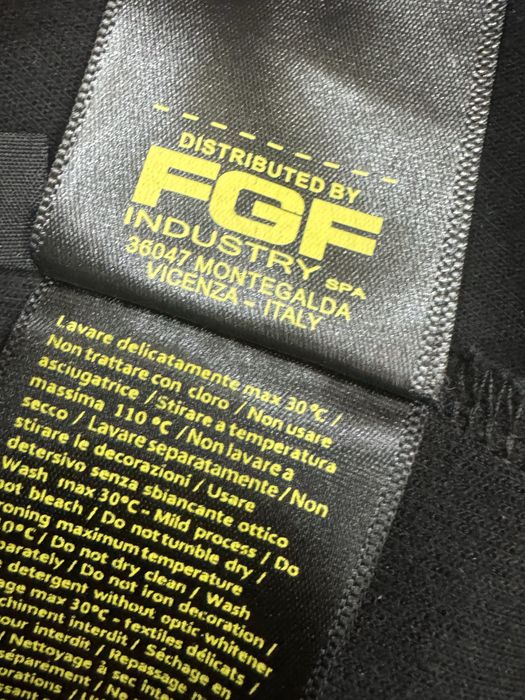 DISTRIBUTED BY
FGF
INDUSTRY SPA
36047 MONTEGALDA
VICENZA - ITALY
Lavare delicatamente max 30°C /
Non trattare con cloro / Non usare
asciugatrice / Stirare a temperatura
massima 110°C / Non lavare a
secco / Lavare separatamente / Non
stirare le decorazioni / Usare
detersivo senza sbiancante ottico
Wash max 30°C - Mild process / Do
not bleach / Do not tumble dry /
ironing maximum temperature
0°C / Do not dry clean / Wash
parately / Do not iron decoration /
e detergent without optic whitener
age max 30°C - textiles délicats /
chiment interdit / Séchage en
our interdit / Repassage
/ Nettoyage à sec
séparément / Ne
orations /